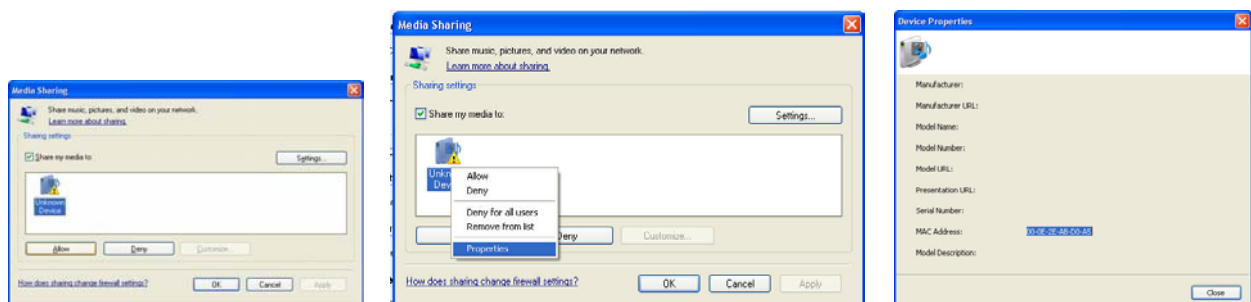 Media Sharing
Share music, pictures, and video on your network.
Learn more about sharing.
Sharing settings
Share my media to:
Settings...
Unknown
Device
Allow
Deny
Customize...
How does sharing change firewall settings?
OK
Cancel
Apply
Media Sharing
Share music, pictures, and video on your network.
Learn more about sharing.
Sharing settings
Share my media to:
Settings...
Unkn
Dev
Allow
Deny
Deny for all users
Remove from list
Properties
Deny
Customize...
How does sharing change firewall settings?
OK
Cancel
Apply
Device Properties
Manufacturer:
Manufacturer URL:
Model Name:
Model Number:
Model URL:
Presentation URL:
Serial Number:
MAC Address: 00-0E-2E-AB-D0-A5
Model Description:
Close